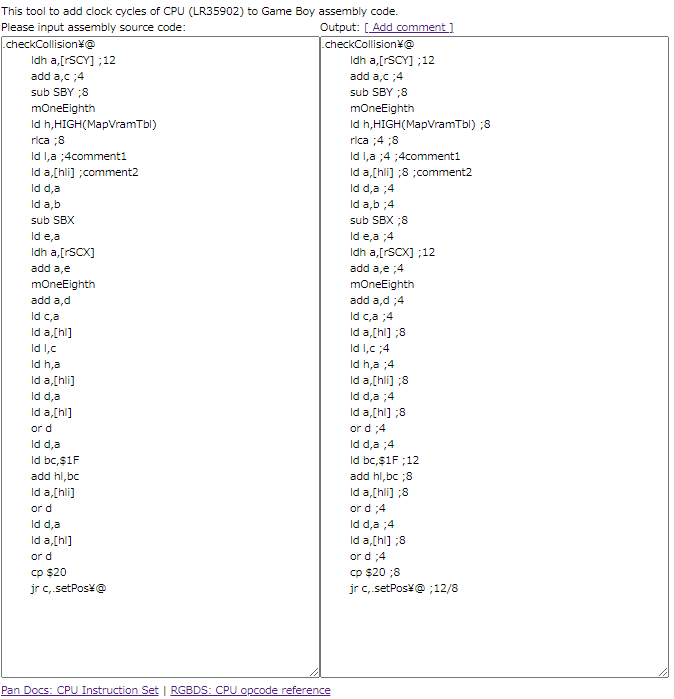 This tool to add clock cycles of CPU (LR35902) to Game Boy assembly code.
Please input assembly source code:
.checkCollision¥@
ldh a,[rSCY] ;12
add a,c ;4
sub SBY ;8
mOneEighth
ld h,HIGH(MapVramTbl)
rlca ;8
ld l,a ;4comment1
ld a,[hli] ;comment2
ld d,a
ld a,b
sub SBX
ld e,a
ldh a,[rSCX]
add a,e
mOneEighth
add a,d
ld c,a
ld a,[hl]
ld l,c
ld h,a
ld a,[hli]
ld d,a
ld a,[hl]
or d
ld d,a
ld bc,$1F
add hl,bc
ld a,[hli]
or d
ld d,a
ld a,[hl]
or d
cp $20
jr c,.setPos¥@
Output: [ Add comment ]
.checkCollision¥@
ldh a,[rSCY] ;12
add a,c ;4
sub SBY ;8
mOneEighth
ld h,HIGH(MapVramTbl) ;8
rlca ;4 ;8
ld l,a ;4 ;4comment1
ld a,[hli] ;8 ;comment2
ld d,a ;4
ld a,b ;4
sub SBX ;8
ld e,a ;4
ldh a,[rSCX] ;12
add a,e ;4
mOneEighth
add a,d ;4
ld c,a ;4
ld a,[hl] ;8
ld l,c ;4
ld h,a ;4
ld a,[hli] ;8
ld d,a ;4
ld a,[hl] ;8
or d ;4
ld d,a ;4
ld bc,$1F ;12
add hl,bc ;8
ld a,[hli] ;8
or d ;4
ld d,a ;4
ld a,[hl] ;8
or d ;4
cp $20 ;8
jr c,.setPos¥@ ;12/8
Pan Docs: CPU Instruction Set | RGBDS: CPU opcode reference